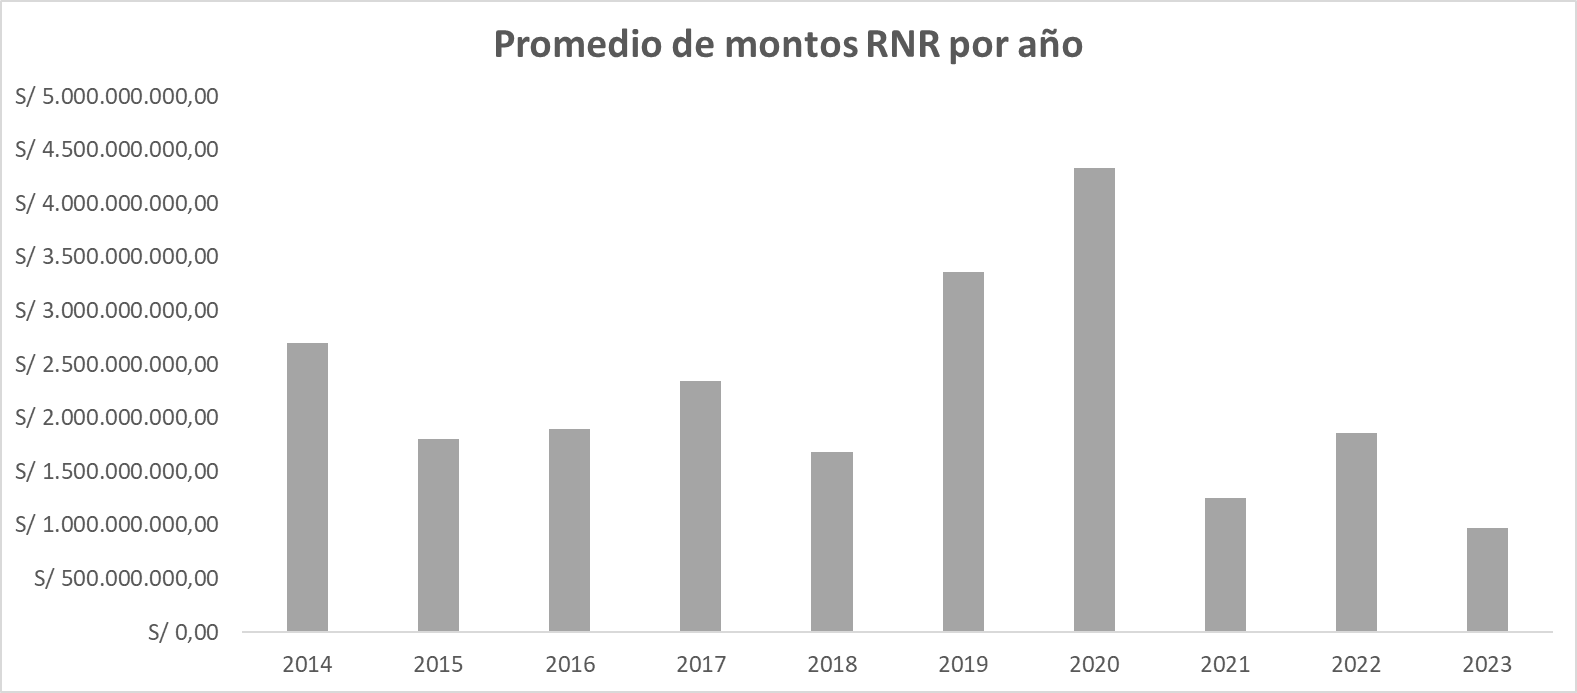 Promedio de montos RNR por año
S/ 5.000.000.000,00
S/ 4.500.000.000,00
S/ 4.000.000.000,00
S/ 3.500.000.000,00
S/ 3.000.000.000,00
S/ 2.500.000.000,00
S/ 2.000.000.000,00
S/ 1.500.000.000,00
S/ 1.000.000.000,00
S/ 500.000.000,00
S/ 0,00
2014 2015 2016 2017 2018 2019 2020 2021 2022 2023